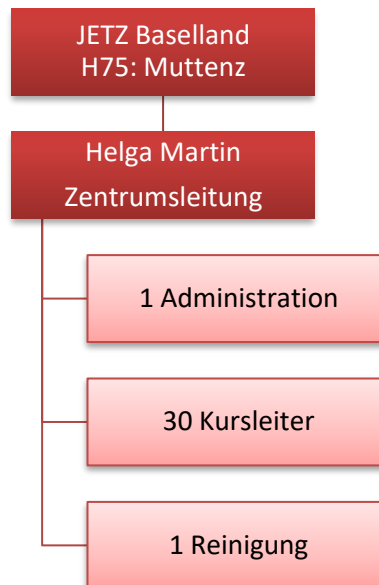 JETZ Baselland
H75: Muttenz
Helga Martin
Zentrumsleitung
1 Administration
30 Kursleiter
1 Reinigung